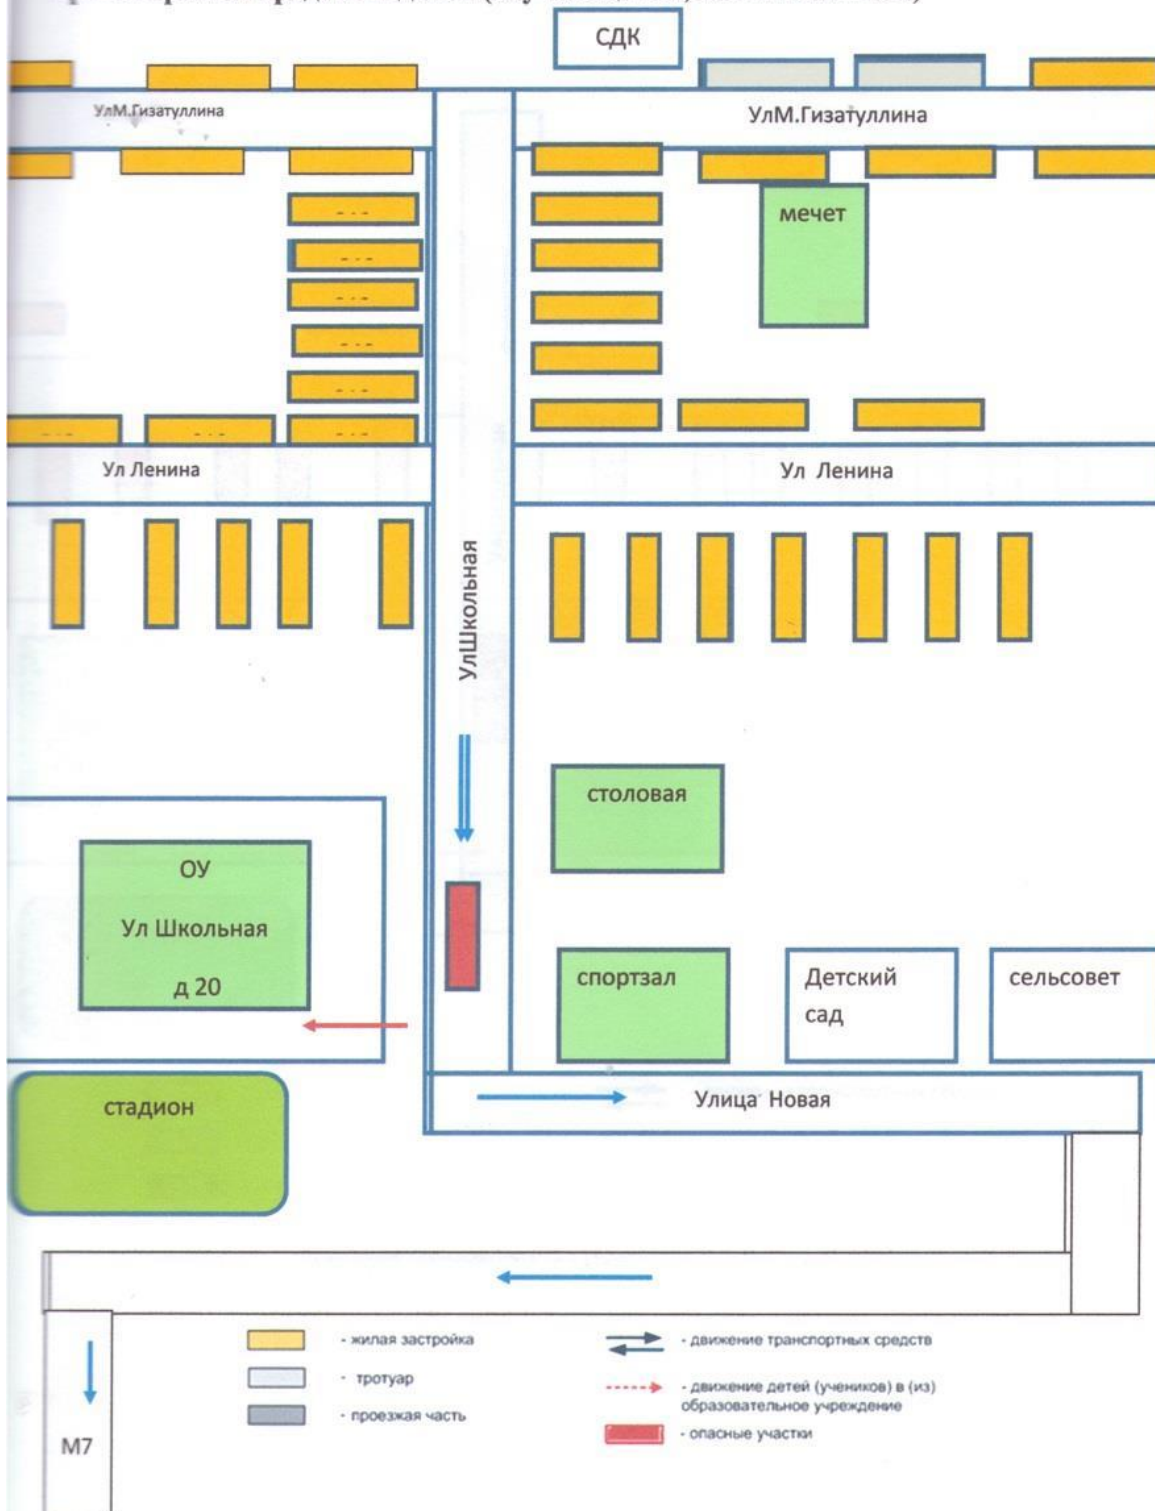 СДК
УлМ.Гизатуллина
УлМ.Гизатуллина
мечет
Ул Ленина
Ул Ленина
УлШкольная
столовая
ОУ
Ул Школьная
д 20
спортзал
Детский
сад
сельсовет
стадион
Улица Новая
- жилая застройка
- тротуар
- проезжая часть
- движение транспортных средств
- движение детей (учеников) в (из)
образовательное учреждение
- опасные участки
М7